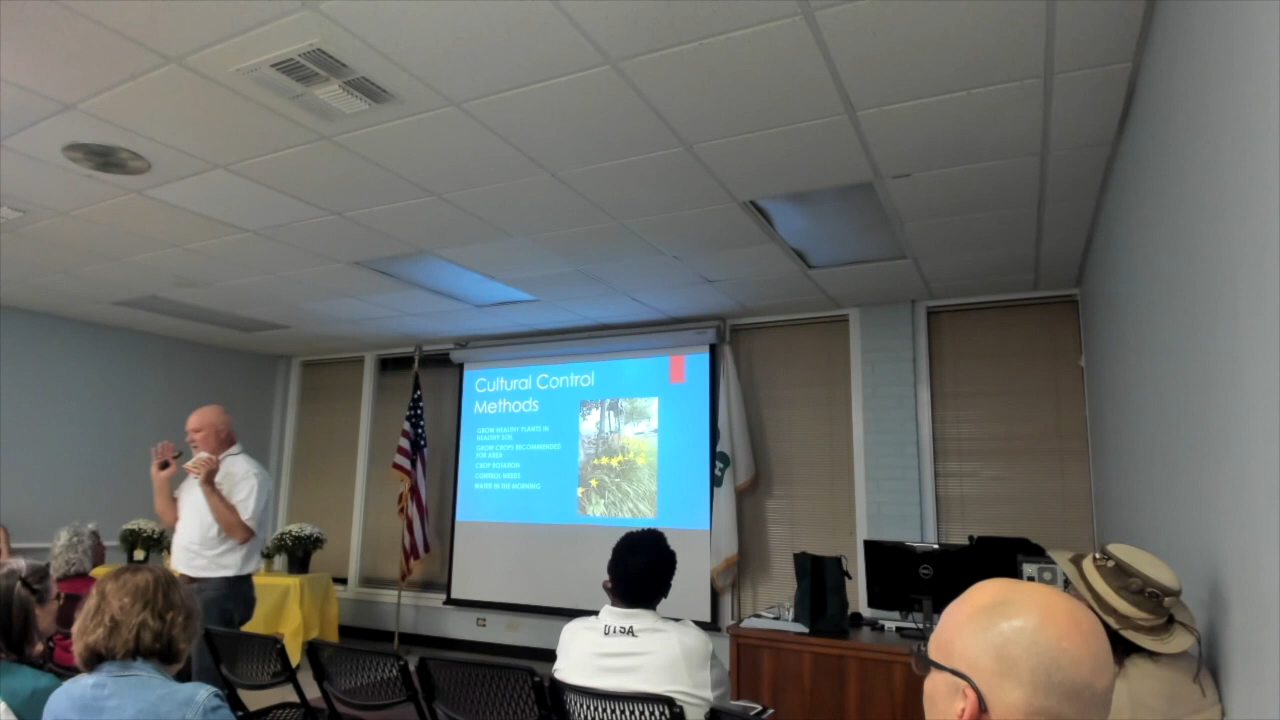 Cultural Control
Methods
GROW HEALTHY PLANTS IN
HEALTHY SOIL
GROW CROPS RECOMMENDED
FOR AREA
CROP ROTATION
CONTROL WEEDS
WATER IN THE MORNING
UTSA
DELL